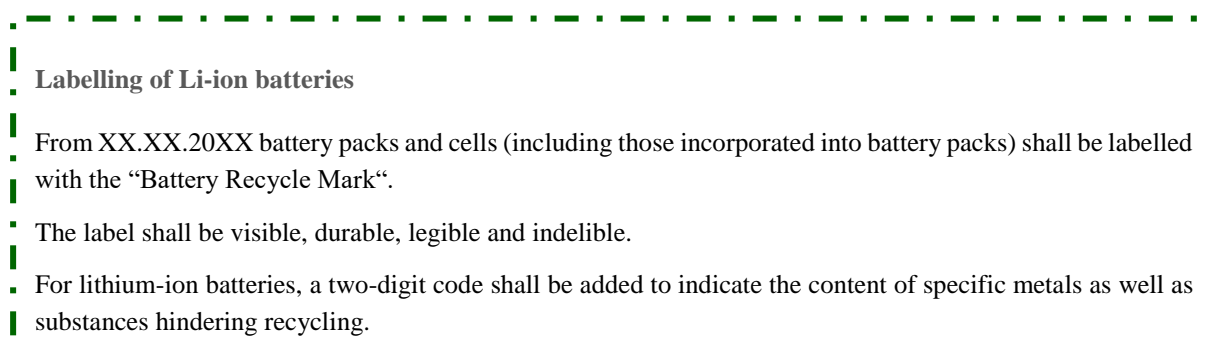 Labelling of Li-ion batteries
From XX.XX.20XX battery packs and cells (including those incorporated into battery packs) shall be labelled
with the “Battery Recycle Mark“.
The label shall be visible, durable, legible and indelible.
For lithium-ion batteries, a two-digit code shall be added to indicate the content of specific metals as well as
substances hindering recycling.